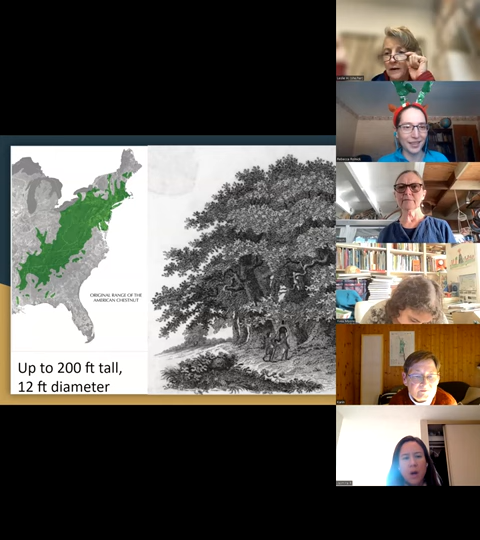 ORIGINAL RANGE OF THE
AMERICAN CHESTNUT
Up to 200 ft tall,
12 ft diameter